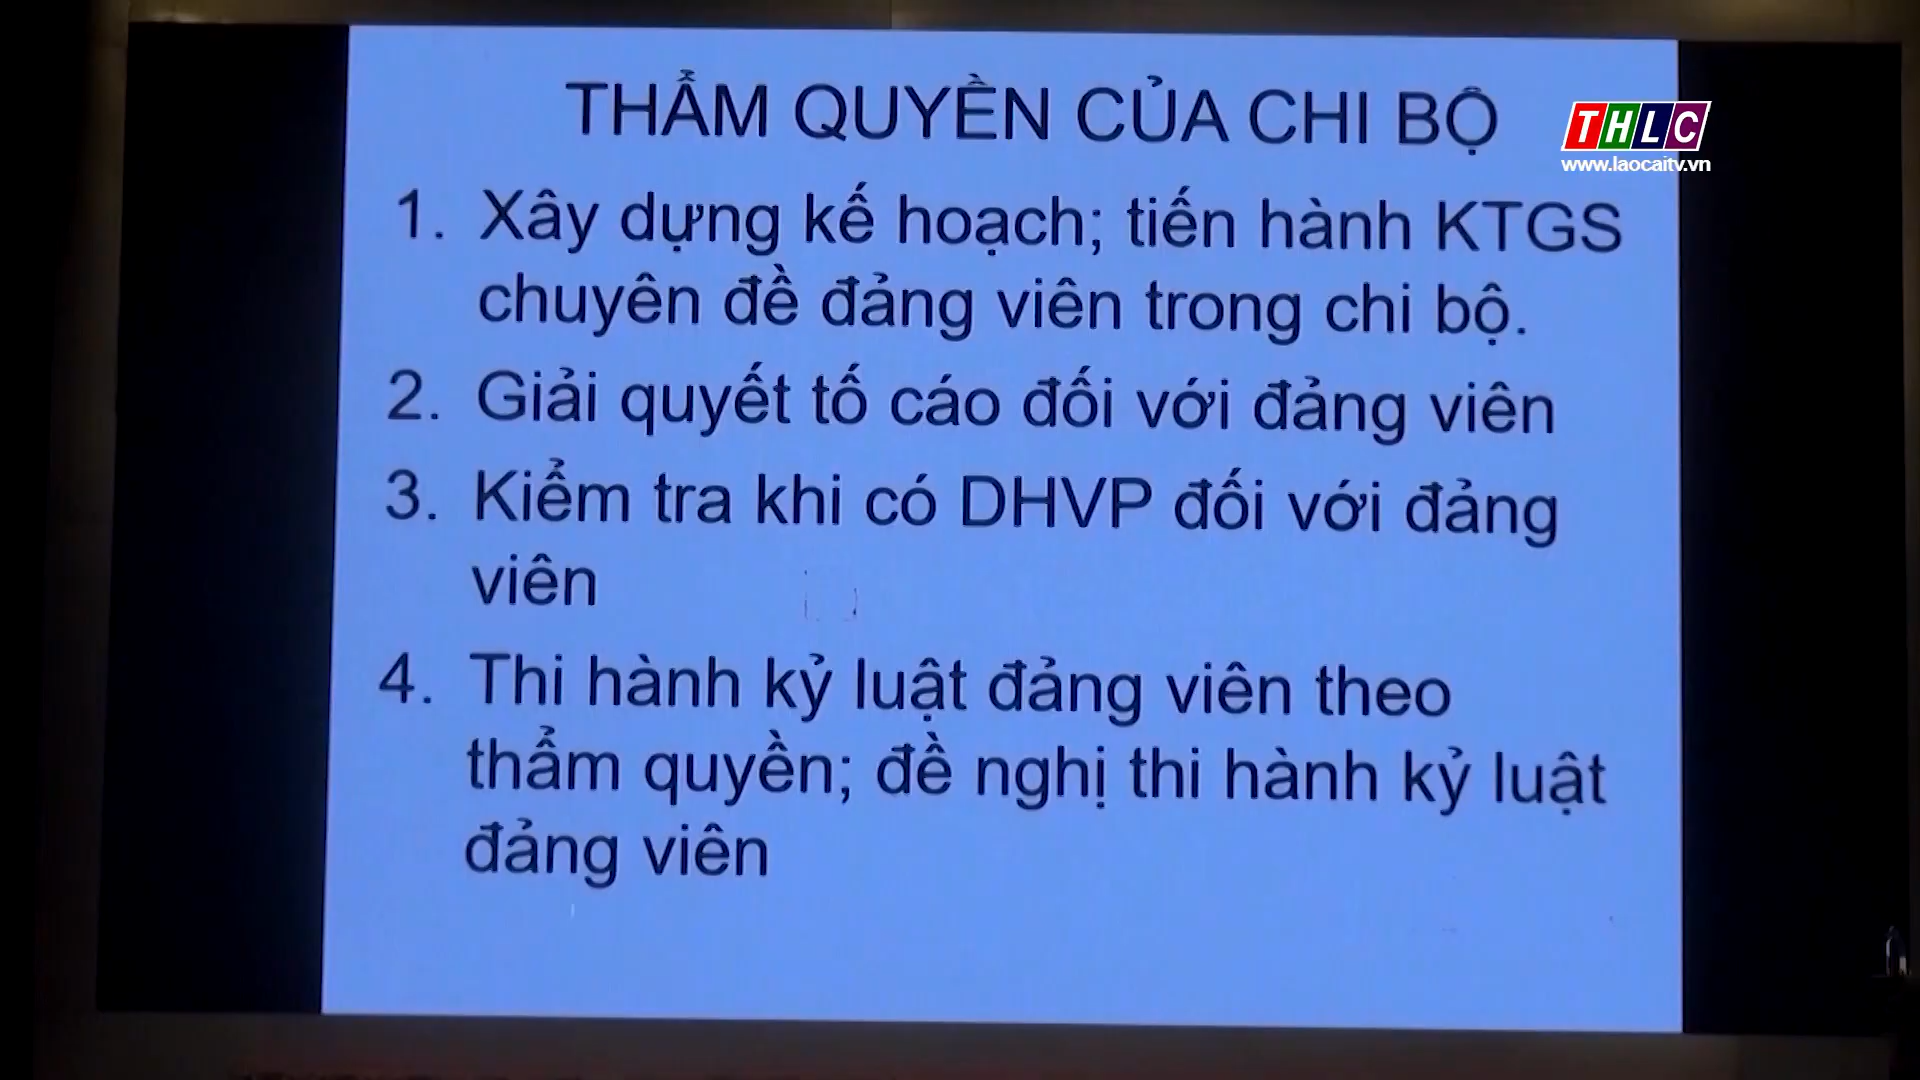 THẨM QUYỀN CỦA CHI BỘ
THLC
www.laocaitv.vn
1. Xây dựng kế hoạch; tiến hành KTGS
chuyên đề đảng viên trong chi bộ.
2. Giải quyết tố cáo đối với đảng viên
3. Kiểm tra khi có DHVP đối với đảng
viên
4. Thi hành kỷ luật đảng viên theo
thẩm quyền; đề nghị thi hành kỷ luật
đảng viên